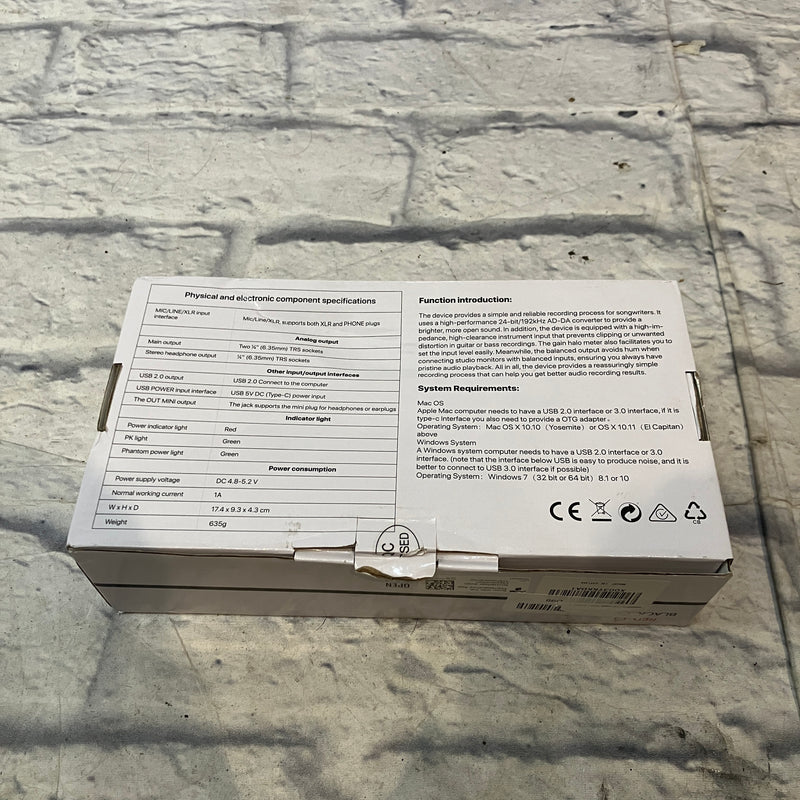 Physical and electronic component specifications
MIC/LINE/XLR input interface
Mic/Line/XLR, supports both XLR and PHONE plugs
Analog output
Main output
Two ¼" (6.35mm) TRS sockets
Stereo headphone output
¼" (6.35mm) TRS sockets
Other input/output interfaces
USB 2.0 output
USB 2.0 Connect to the computer
USB POWER input interface
USB 5V DC (Type-C) power input
The OUT MINI output
The jack supports the mini plug for headphones or earplugs
Indicator light
Power indicator light
Red
PK light
Green
Phantom power light
Green
Power consumption
Power supply voltage
DC 4.8-5.2 V
Normal working current
1A
W x H x D
17.4 x 9.3 x 4.3 cm
Weight
635g
Function introduction:
The device provides a simple and reliable recording process for songwriters. It
uses a high-performance 24-bit/192kHz AD-DA converter to provide a
brighter, more open sound. In addition, the device is equipped with a high-im-
pedance, high-clearance instrument input that prevents clipping or unwanted
distortion in guitar or bass recordings. The gain halo meter also facilitates you to
set the input level easily. Meanwhile, the balanced output avoids hum when
connecting studio monitors with balanced inputs, ensuring you always have
pristine audio playback. All in all, the device provides a reassuringly simple
recording process that can help you get better audio recording results.
System Requirements:
Mac OS
Apple Mac computer needs to have a USB 2.0 interface or 3.0 interface, if it is
type-c Interface you also need to provide a OTG adapter.
Operating System: Mac OS X 10.10 (Yosemite) or OS X 10.11 (El Capitan)
above
Windows System
A Windows system computer needs to have a USB 2.0 interface or 3.0
interface. (note that the interface below USB is easy to produce noise, and it is
better to connect to USB 3.0 interface if possible)
Operating System: Windows 7 (32 bit or 64 bit) 8.1 or 10
CE
CB
OPEN
USB
BLACK